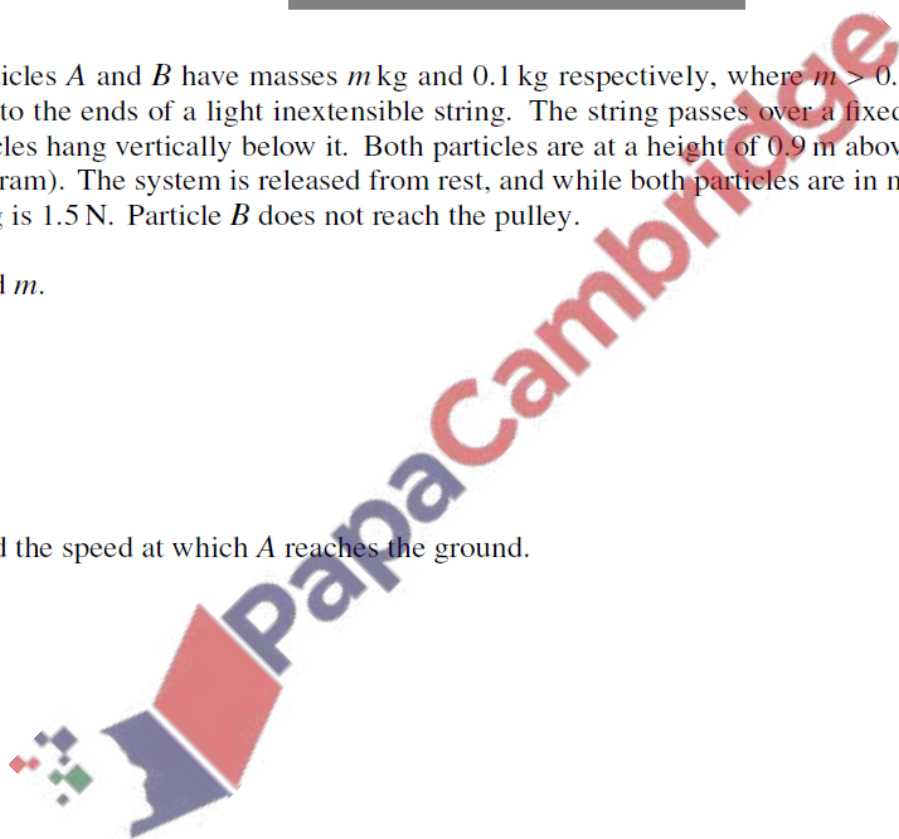 icles A and B have masses m kg and 0.1 kg respectively, where m > 0.
to the ends of a light inextensible string. The string passes over a fixed
cles hang vertically below it. Both particles are at a height of 0.9 m abov
ram). The system is released from rest, and while both particles are in
is 1.5 N. Particle B does not reach the pulley.
m.
the speed at which A reaches the ground.
PapaCambridge